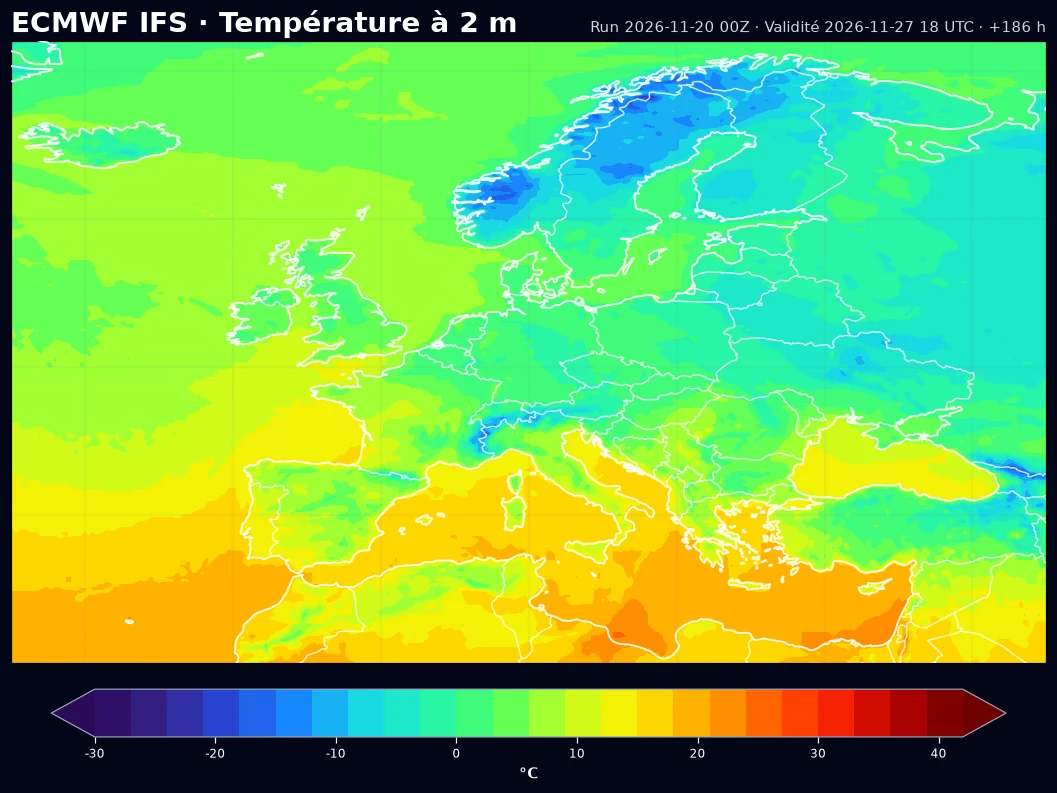 ECMWF IFS · Température à 2 m
Run 2026-11-20 00Z · Validité 2026-11-27 18 UTC · +186 h
-30 -20 -10 0 10 20 30 40
°C